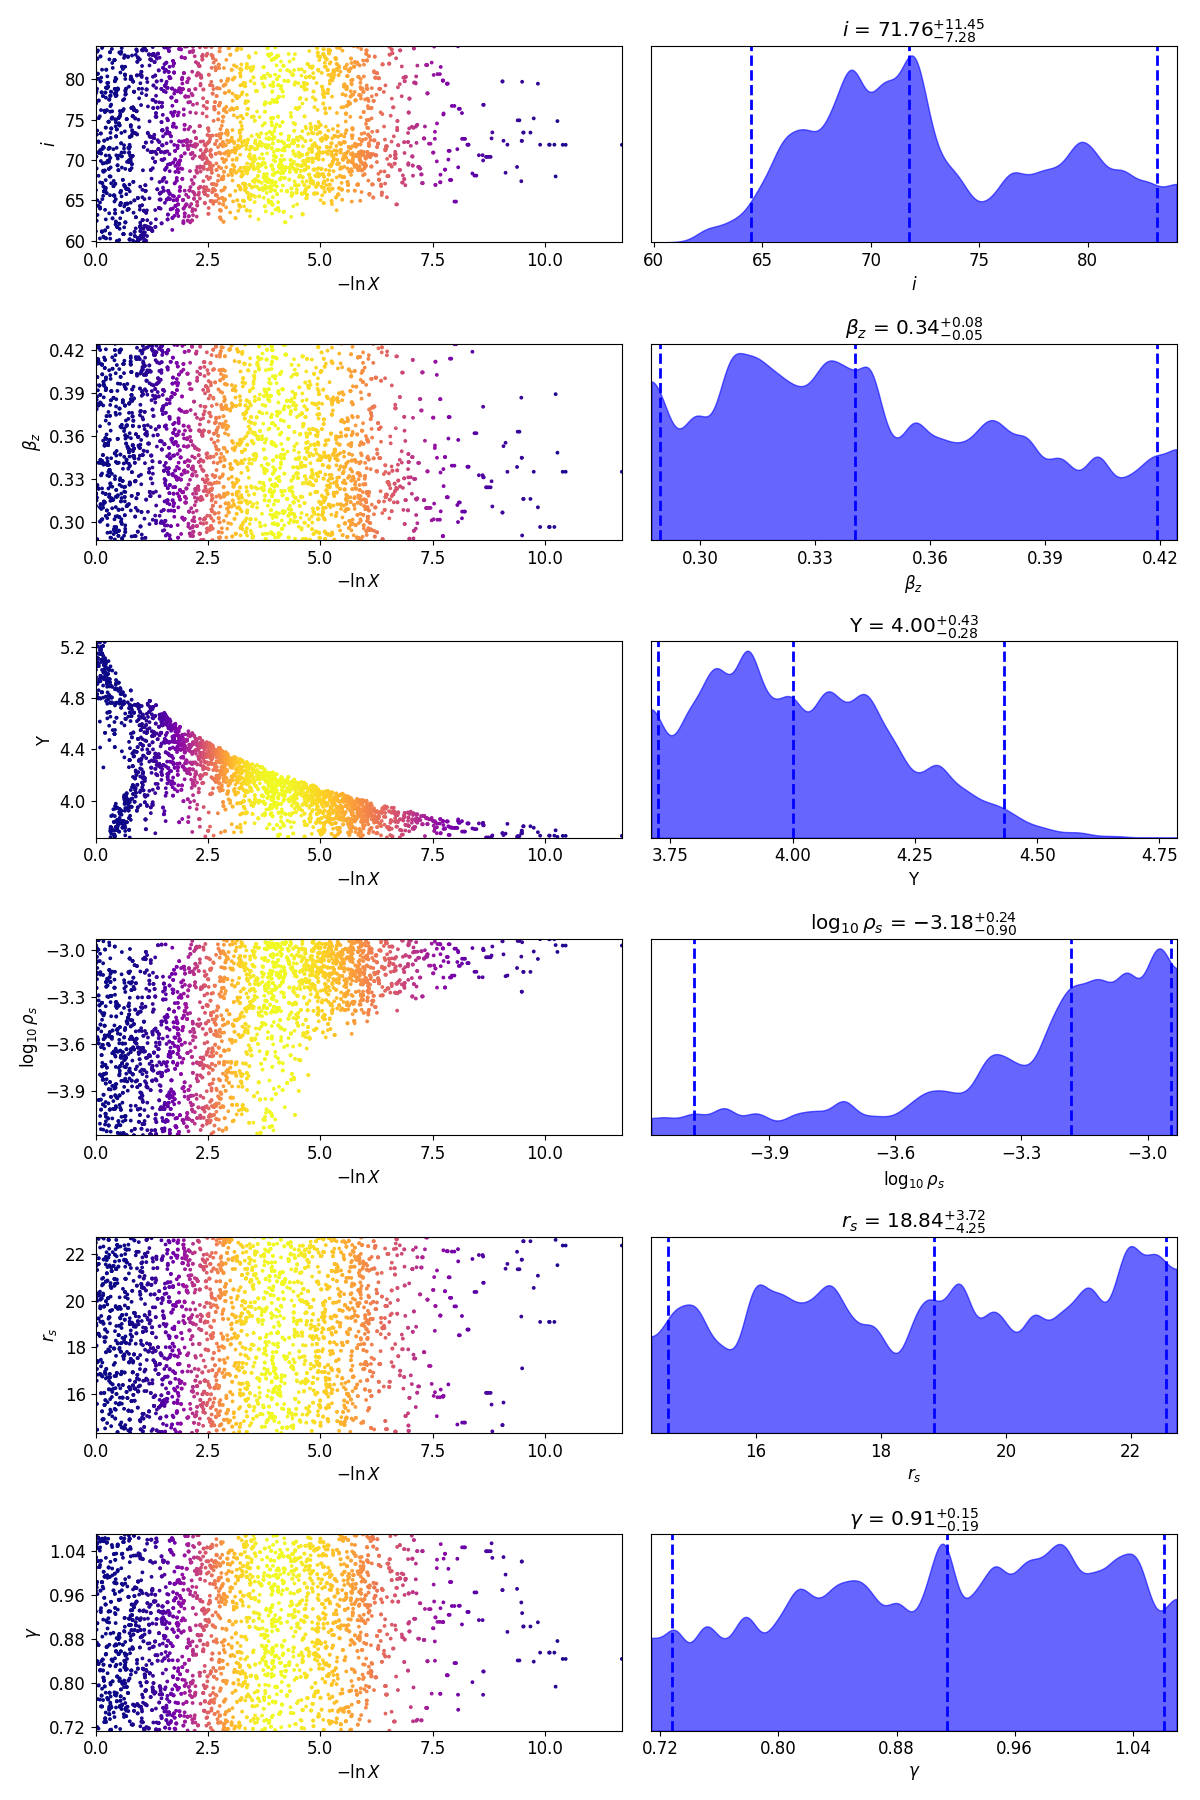 i = 71.76+11.45−7.28
80
75
70
65
60
i
0.0 2.5 5.0 7.5 10.0
−ln X
60 65 70 75 80
i
βz = 0.34+0.08−0.05
0.42
0.39
0.36
0.33
0.30
βz
0.0 2.5 5.0 7.5 10.0
−ln X
0.30 0.33 0.36 0.39 0.42
βz
Y = 4.00+0.43−0.28
5.2
4.8
4.4
4.0
Y
0.0 2.5 5.0 7.5 10.0
−ln X
3.75 4.00 4.25 4.50 4.75
Y
log10 ρs = −3.18+0.24−0.90
−3.0
−3.3
−3.6
−3.9
log10 ρs
0.0 2.5 5.0 7.5 10.0
−ln X
−3.9 −3.6 −3.3 −3.0
log10 ρs
rs = 18.84+3.72−4.25
22
20
18
16
rs
0.0 2.5 5.0 7.5 10.0
−ln X
16 18 20 22
rs
γ = 0.91+0.15−0.19
1.04
0.96
0.88
0.80
0.72
γ
0.0 2.5 5.0 7.5 10.0
−ln X
0.72 0.80 0.88 0.96 1.04
γ